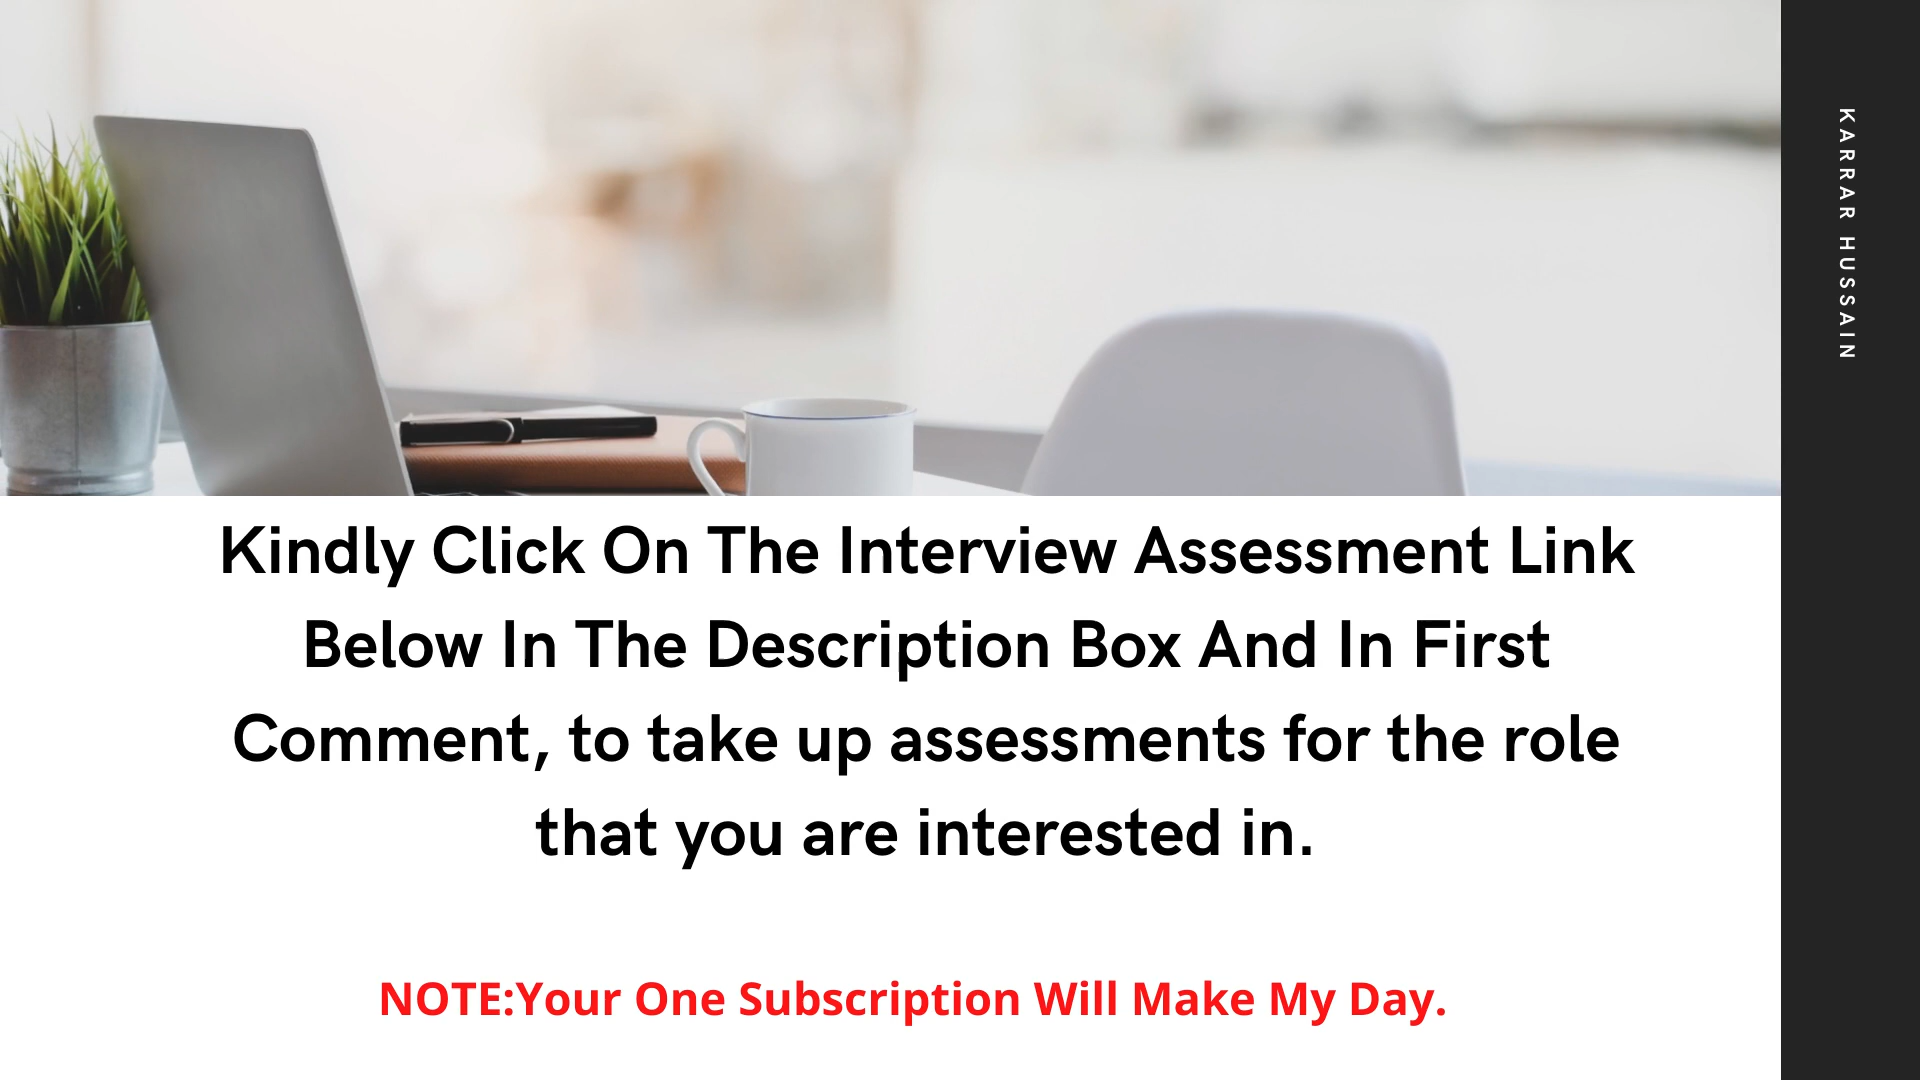 KARRAR HUSSAIN
Kindly Click On The Interview Assessment Link
Below In The Description Box And In First
Comment, to take up assessments for the role
that you are interested in.
NOTE:Your One Subscription Will Make My Day.